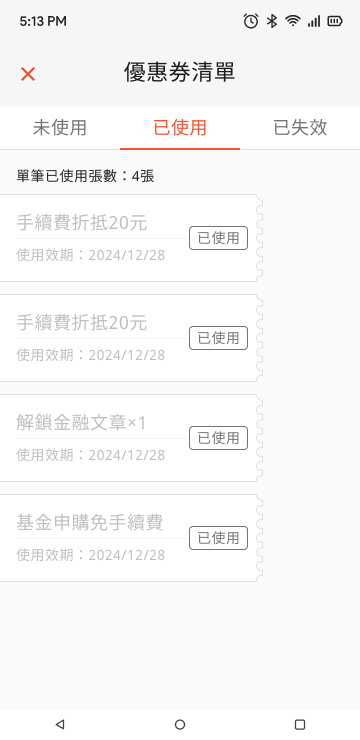 5:13 PM
優惠券清單
未使用
已使用
已失效
單筆已使用張數：4張
手續費折抵20元
已使用
使用效期：2024/12/28
手續費折抵20元
已使用
使用效期：2024/12/28
解鎖金融文章×1
已使用
使用效期：2024/12/28
基金申購免手續費
已使用
使用效期：2024/12/28